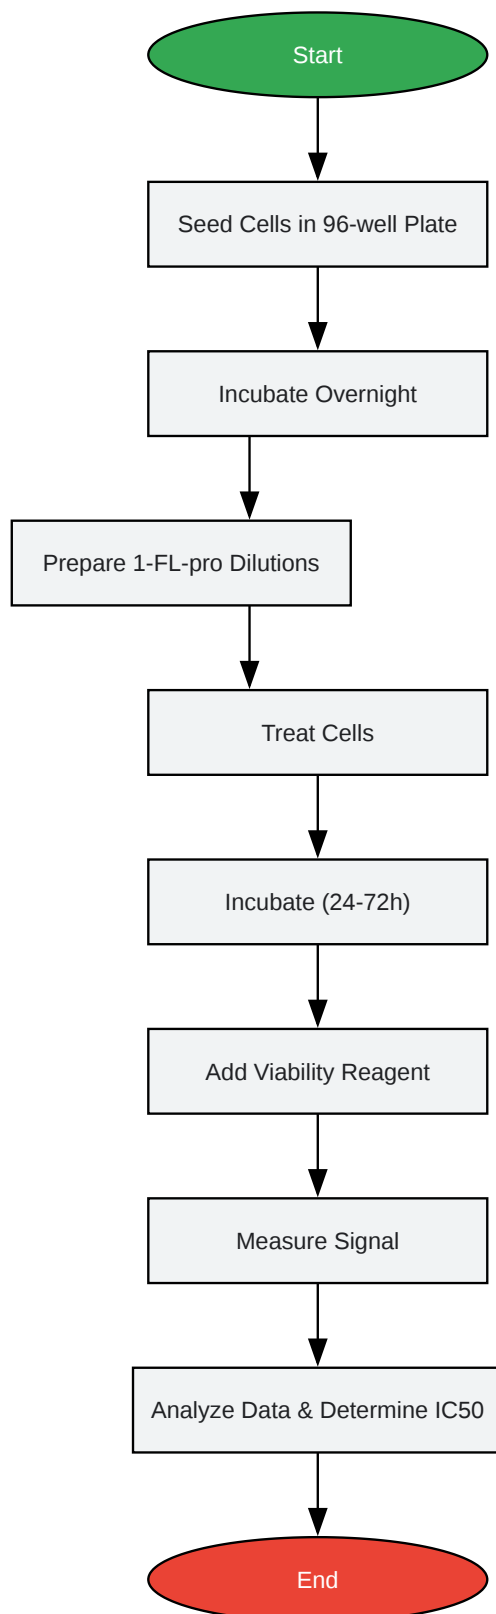 Start
Seed Cells in 96-well Plate
Incubate Overnight
Prepare 1-FL-pro Dilutions
Treat Cells
Incubate (24-72h)
Add Viability Reagent
Measure Signal
Analyze Data & Determine IC50
End